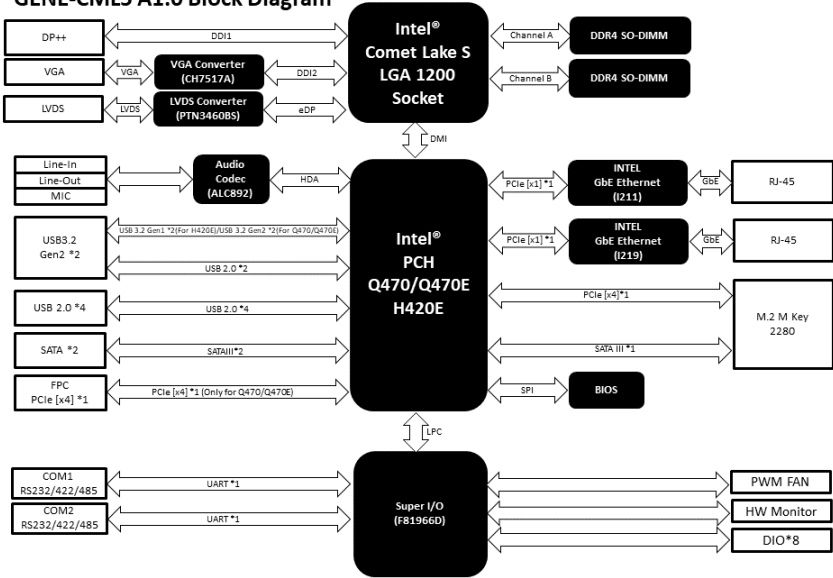 GENE-CML5 A1.0 Block Diagram
DP++
DDI1
Intel®
Comet Lake S
LGA 1200
Socket
Channel A
DDR4 SO-DIMM
VGA
VGA
VGA Converter
(CH7517A)
DDI2
Channel B
DDR4 SO-DIMM
LVDS
LVDS
LVDS Converter
(PTN3460BS)
eDP
DMI
Line-In
Line-Out
MIC
Audio
Codec
(ALC892)
HDA
Intel®
PCH
Q470/Q470E
H420E
PCIe [x1] *1
INTEL
GbE Ethernet
(I211)
GbE
RJ-45
USB3.2
Gen2 *2
USB 3.2 Gen1 *2(For H420E)/USB 3.2 Gen2 *2(For Q470/Q470E)
USB 2.0 *2
PCIe [x1] *1
INTEL
GbE Ethernet
(I219)
GbE
RJ-45
USB 2.0 *4
USB 2.0 *4
PCIe [x4]*1
M.2 M Key
2280
SATA *2
SATAIII*2
SATA III *1
FPC
PCIe [x4] *1
PCIe [x4] *1 (Only for Q470/Q470E)
SPI
BIOS
LPC
COM1
RS232/422/485
UART *1
Super I/O
(F81966D)
PWM FAN
COM2
RS232/422/485
UART *1
HW Monitor
DIO*8